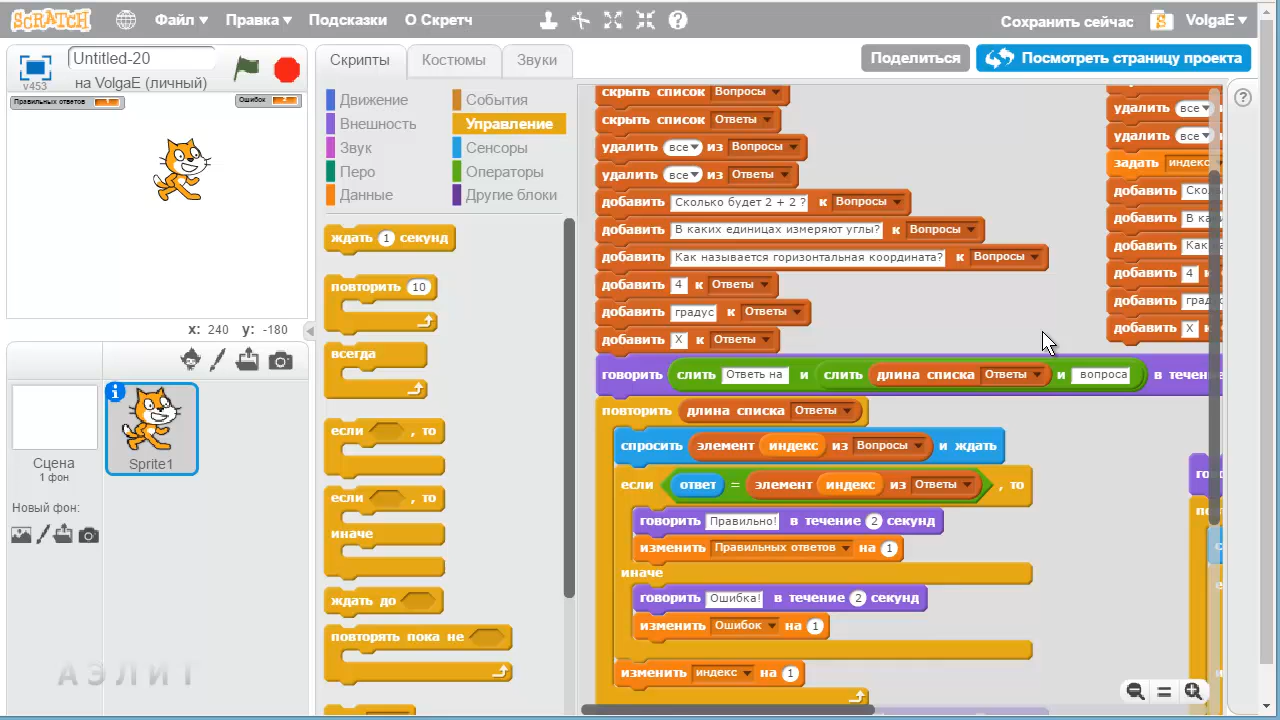 SCRATCH
Файл
Правка
Подсказки
О Скретч
Сохранить сейчас
VolgaE
v453
Untitled-20
на VolgaE (личный)
Скрипты
Костюмы
Звуки
Поделиться
Посмотреть страницу проекта
Правильных ответов
Ошибок
x: 240 y: -180
Сцена
1 фон
Новый фон:
Sprite1
АЭЛИТ
Движение
События
Внешность
Управление
Звук
Сенсоры
Перо
Операторы
Данные
Другие блоки
ждать 1 секунд
повторить 10
всегда
если , то
если , то
иначе
ждать до
повторять пока не
скрыть список Вопросы
скрыть список Ответы
удалить все из Вопросы
удалить все из Ответы
добавить Сколько будет 2 + 2 ? к Вопросы
добавить В каких единицах измеряют углы? к Вопросы
добавить Как называется горизонтальная координата? к Вопросы
добавить 4 к Ответы
добавить градус к Ответы
добавить X к Ответы
говорить слить Ответь на и слить длина списка Ответы и вопроса в течен
повторить длина списка Ответы
спросить элемент индекс из Вопросы и ждать
если ответ = элемент индекс из Ответы , то
говорить Правильно! в течение 2 секунд
изменить Правильных ответов на 1
иначе
говорить Ошибка! в течение 2 секунд
изменить Ошибок на 1
изменить индекс на 1
удалить все
удалить все
задать индекс
добавить Скол
добавить В как
добавить Как
добавить 4
добавить граду
добавить X к